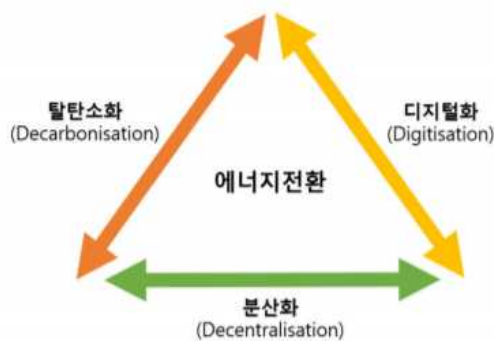 탈탄소화
(Decarbonisation)
디지털화
(Digitisation)
에너지전환
분산화
(Decentralisation)